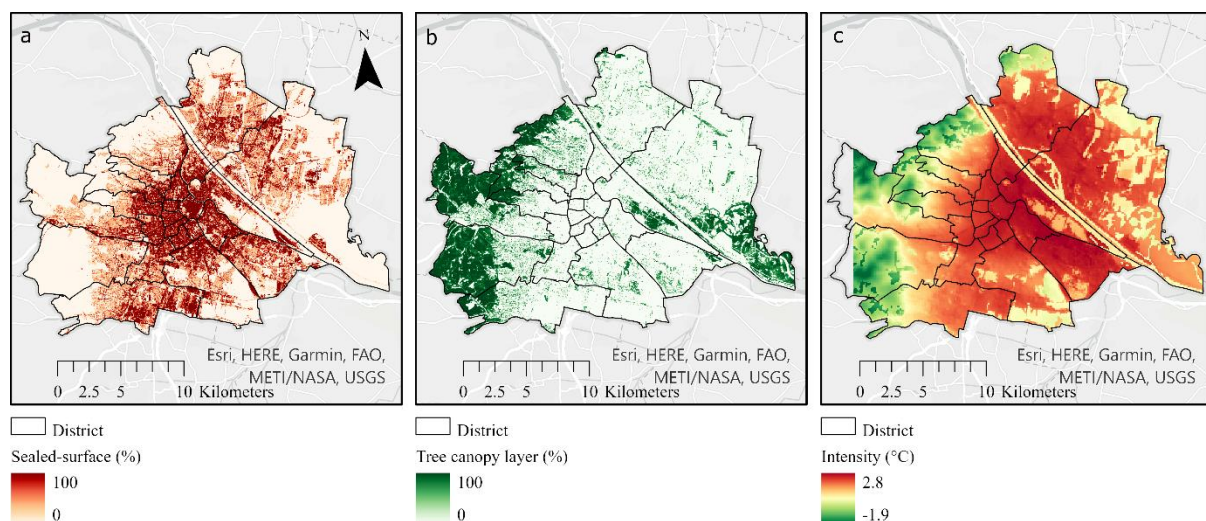 a
N
Esri, HERE, Garmin, FAO,
METI/NASA, USGS
0 2.5 5 10 Kilometers
District
Sealed-surface (%)
100
0
b
Esri, HERE, Garmin, FAO,
METI/NASA, USGS
0 2.5 5 10 Kilometers
District
Tree canopy layer (%)
100
0
c
Esri, HERE, Garmin, FAO,
METI/NASA, USGS
0 2.5 5 10 Kilometers
District
Intensity (°C)
2.8
-1.9